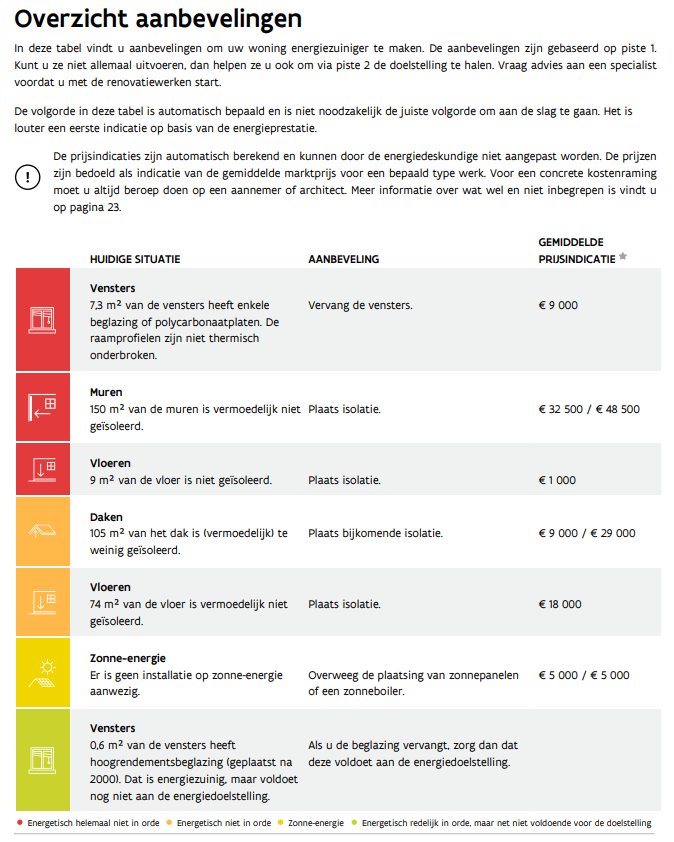 Overzicht aanbevelingen
In deze tabel vindt u aanbevelingen om uw woning energiezuiniger te maken. De aanbevelingen zijn gebaseerd op piste 1.
Kunt u ze niet allemaal uitvoeren, dan helpen ze u ook om via piste 2 de doelstelling te halen. Vraag advies aan een specialist
voordat u met de renovatiewerken start.
De volgorde in deze tabel is automatisch bepaald en is niet noodzakelijk de juiste volgorde om aan de slag te gaan. Het is
louter een eerste indicatie op basis van de energieprestatie.
De prijsindicaties zijn automatisch berekend en kunnen door de energiedeskundige niet aangepast worden. De prijzen
zijn bedoeld als indicatie van de gemiddelde marktprijs voor een bepaald type werk. Voor een concrete kostenraming
moet u altijd beroep doen op een aannemer of architect. Meer informatie over wat wel en niet inbegrepen is vindt u
op pagina 23.
HUIDIGE SITUATIE AANBEVELING GEMIDDELDE
PRIJSINDICATIE
Vensters
7,3 m² van de vensters heeft enkele Vervang de vensters. € 9 000
beglazing of polycarbonaatplaten. De
raamprofielen zijn niet thermisch
onderbroken.
Muren
150 m² van de muren is vermoedelijk niet Plaats isolatie. € 32 500 / € 48 500
geïsoleerd.
Vloeren
9 m² van de vloer is niet geïsoleerd. Plaats isolatie. € 1 000
Daken
105 m² van het dak is (vermoedelijk) te Plaats bijkomende isolatie. € 9 000 / € 29 000
weinig geïsoleerd.
Vloeren
74 m² van de vloer is vermoedelijk niet Plaats isolatie. € 18 000
geïsoleerd.
Zonne-energie
Er is geen installatie op zonne-energie Overweeg de plaatsing van zonnepanelen € 5 000 / € 5 000
aanwezig. of een zonneboiler.
Vensters
0,6 m² van de vensters heeft Als u de beglazing vervangt, zorg dan dat
hoogrendementsbeglazing (geplaatst na deze voldoet aan de energiedoelstelling.
2000). Dat is energiezuinig, maar voldoet
nog niet aan de energiedoelstelling.
Energetisch helemaal niet in orde Energetisch niet in orde Zonne-energie Energetisch redelijk in orde, maar net niet voldoende voor de doelstelling